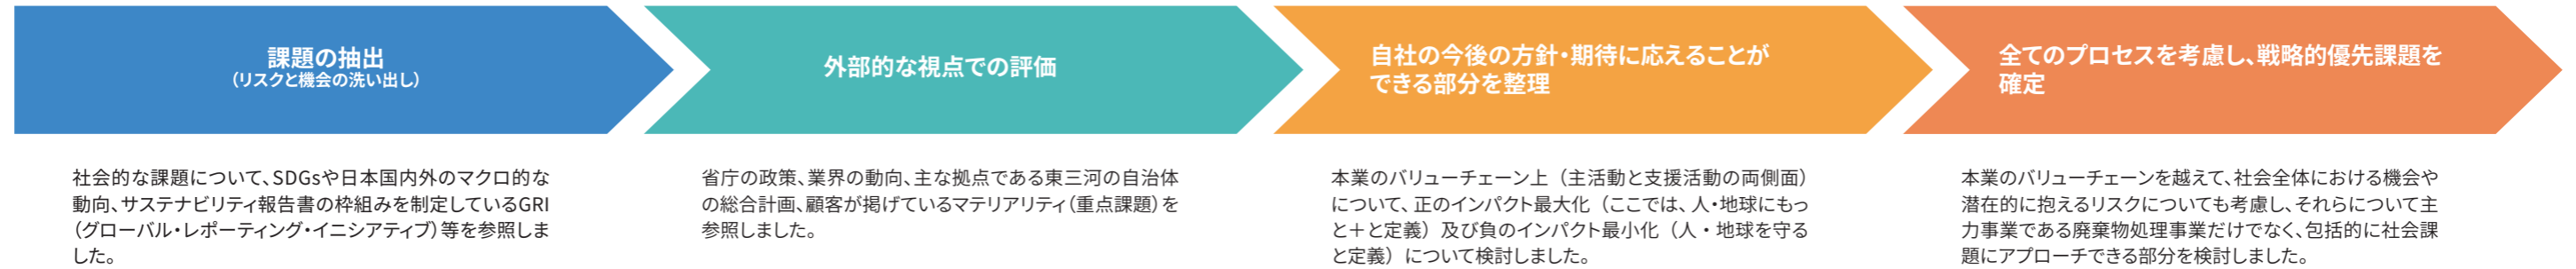 課題の抽出
（リスクと機会の洗い出し）
社会的な課題について、SDGsや日本国内外のマクロ的な
動向、サステナビリティ報告書の枠組みを制定しているGRI
（グローバル・レポーティング・イニシアティブ）等を参照しま
した。
外部的な視点での評価
省庁の政策、業界の動向、主な拠点である東三河の自治体
の総合計画、顧客が掲げているマテリアリティ（重点課題）を
参照しました。
自社の今後の方針・期待に応えることが
できる部分を整理
本業のバリューチェーン上（主活動と支援活動の両側面）
について、正のインパクト最大化（ここでは、人・地球にもっ
と＋と定義）及び負のインパクト最小化（人・地球を守る
と定義）について検討しました。
全てのプロセスを考慮し、戦略的優先課題を
確定
本業のバリューチェーンを越えて、社会全体における機会や
潜在的に抱えるリスクについても考慮し、それらについて主
力事業である廃棄物処理事業だけでなく、包括的に社会課
題にアプローチできる部分を検討しました。